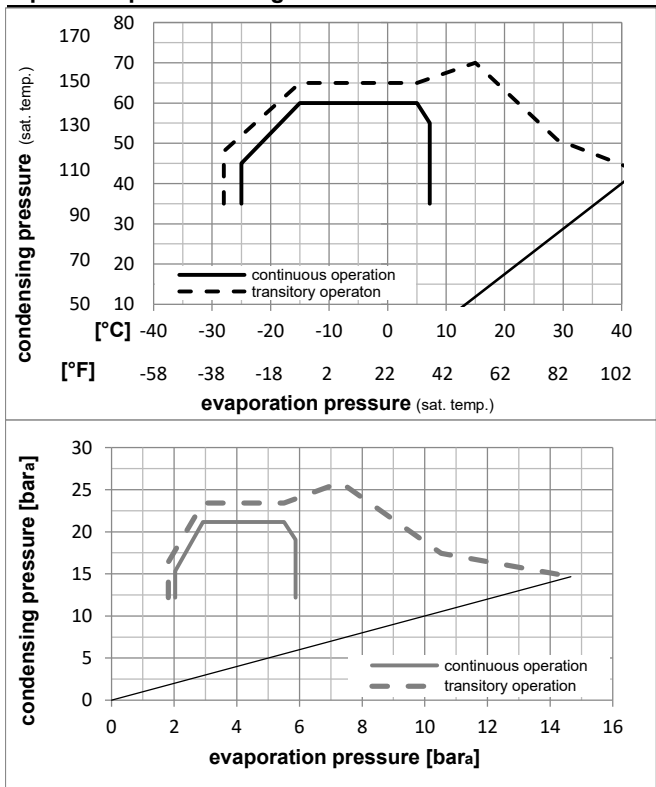 170 80
70
150
60
130
50
110
40
90
30
70
20
50 10
condensing pressure (sat. temp.)
continuous operation
transitory operaton
[°C] -40 -30 -20 -10 0 10 20 30 40
[°F] -58 -38 -18 2 22 42 62 82 102
evaporation pressure (sat. temp.)
30
25
20
15
10
5
0
condensing pressure [bara]
continuous operation
transitory operation
0 2 4 6 8 10 12 14 16
evaporation pressure [bara]